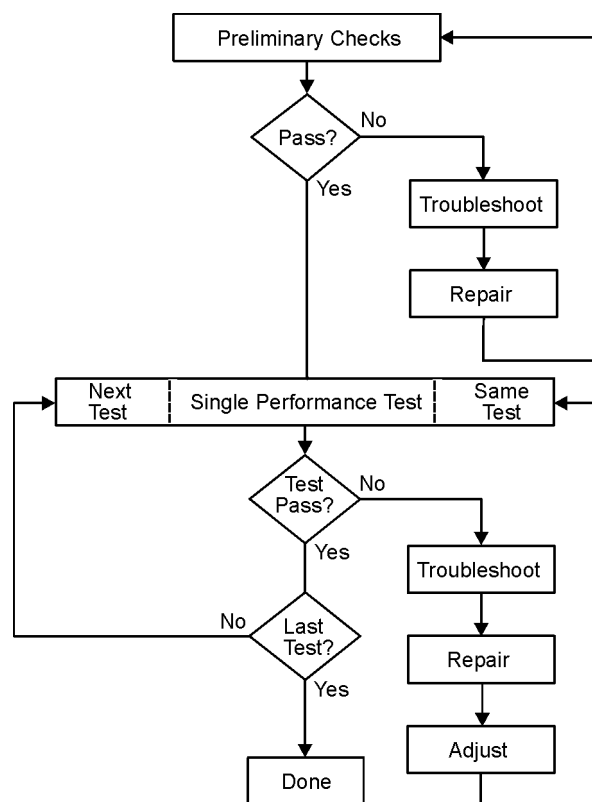 Preliminary Checks
Pass?
No
Yes
Troubleshoot
Repair
Next
Test
Single Performance Test
Same
Test
Test
Pass?
No
Yes
Troubleshoot
No
Last
Test?
Yes
Repair
Adjust
Done